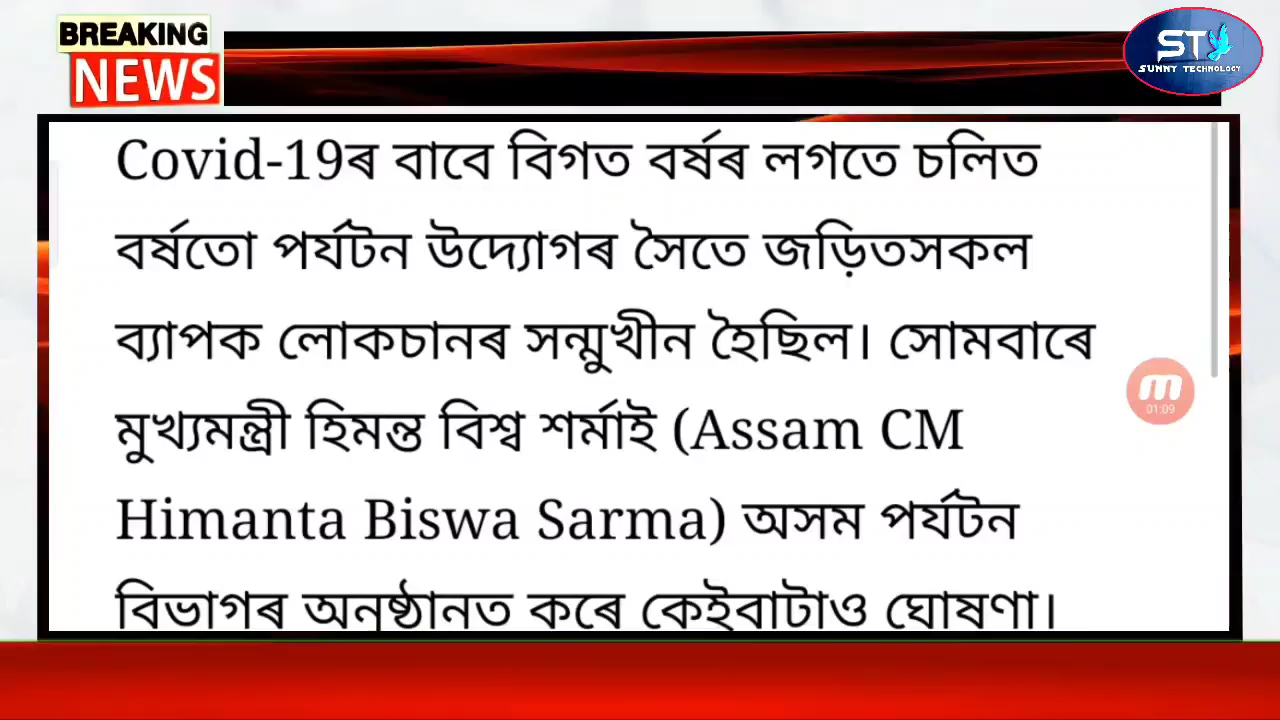 BREAKING
NEWS
ST
SUNNY TECHNOLOGY
Covid-19ৰ বাবে বিগত বৰ্ষৰ লগতে চলিত
বৰ্ষতো পৰ্যটন উদ্যোগৰ সৈতে জড়িতসকল
ব্যাপক লোকচানৰ সন্মুখীন হৈছিল। সোমবাৰে
মুখ্যমন্ত্ৰী হিমন্ত বিশ্ব শৰ্মাই (Assam CM
Himanta Biswa Sarma) অসম পৰ্যটন
বিভাগৰ অনুষ্ঠানত কৰে কেইবাটাও ঘোষণা।
01:09